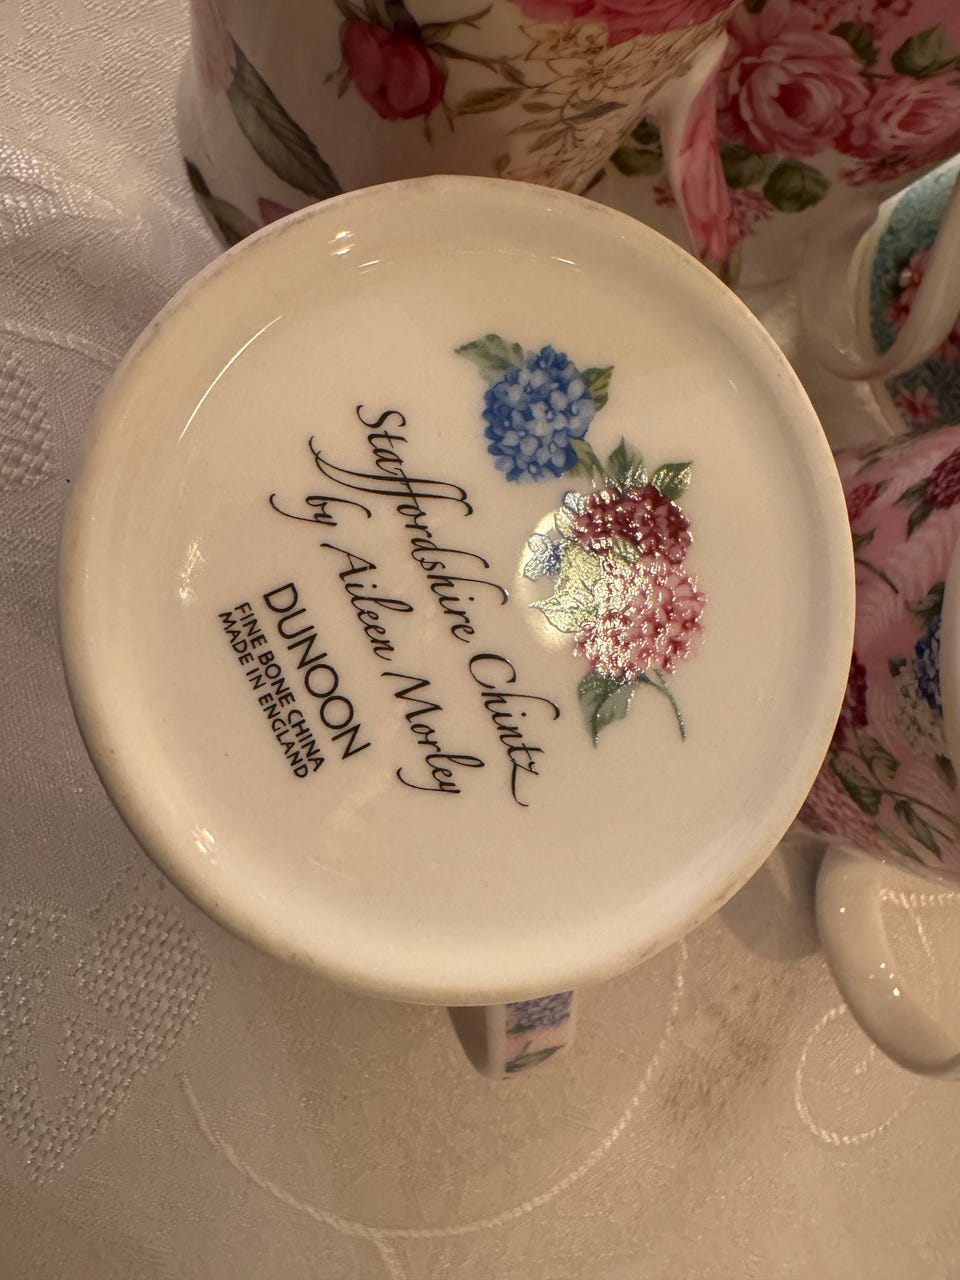 Staffordshire Chintz
by Aileen Morley
DUNOON
FINE BONE CHINA
MADE IN ENGLAND